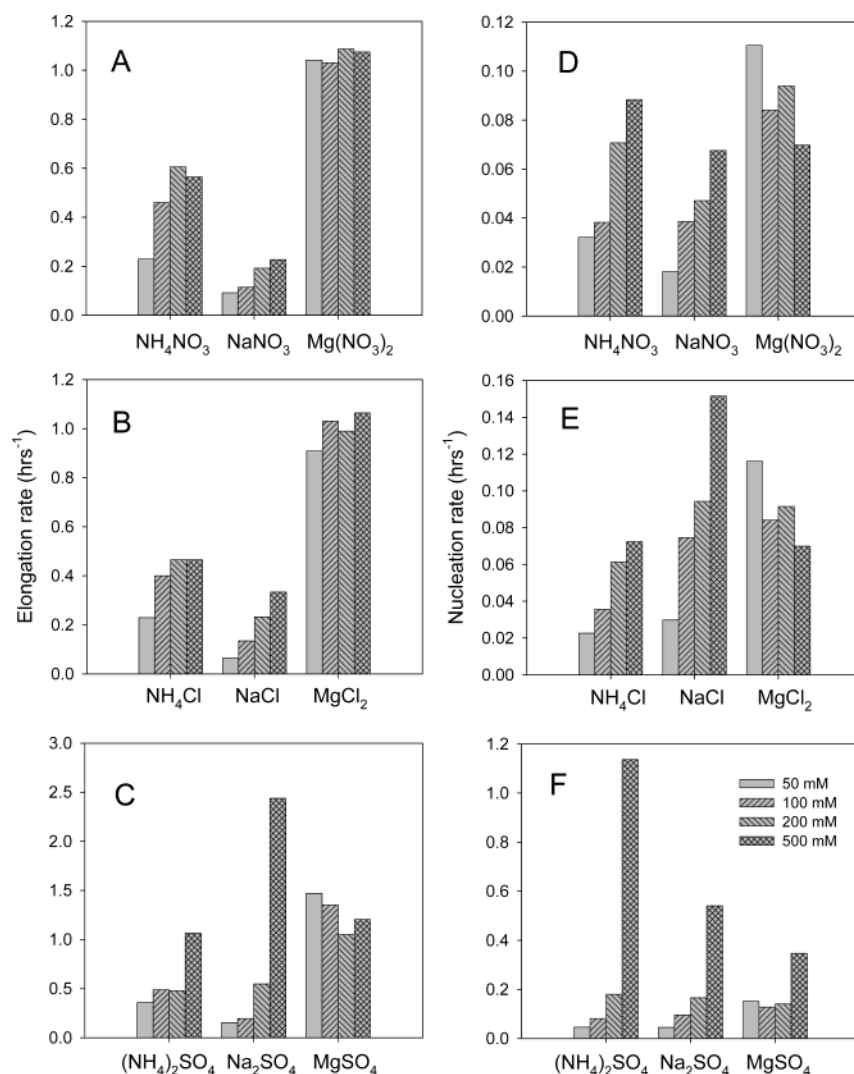 A
1.2
1.0
0.8
0.6
0.4
0.2
0.0
NH₄NO₃ NaNO₃ Mg(NO₃)₂
D
0.12
0.10
0.08
0.06
0.04
0.02
0.00
NH₄NO₃ NaNO₃ Mg(NO₃)₂
Elongation rate (hrs⁻¹)
B
1.2
1.0
0.8
0.6
0.4
0.2
0.0
NH₄Cl NaCl MgCl₂
Nucleation rate (hrs⁻¹)
E
0.16
0.14
0.12
0.10
0.08
0.06
0.04
0.02
0.00
NH₄Cl NaCl MgCl₂
C
3.0
2.5
2.0
1.5
1.0
0.5
0.0
(NH₄)₂SO₄ Na₂SO₄ MgSO₄
F
1.2
1.0
0.8
0.6
0.4
0.2
0.0
50 mM
100 mM
200 mM
500 mM
(NH₄)₂SO₄ Na₂SO₄ MgSO₄